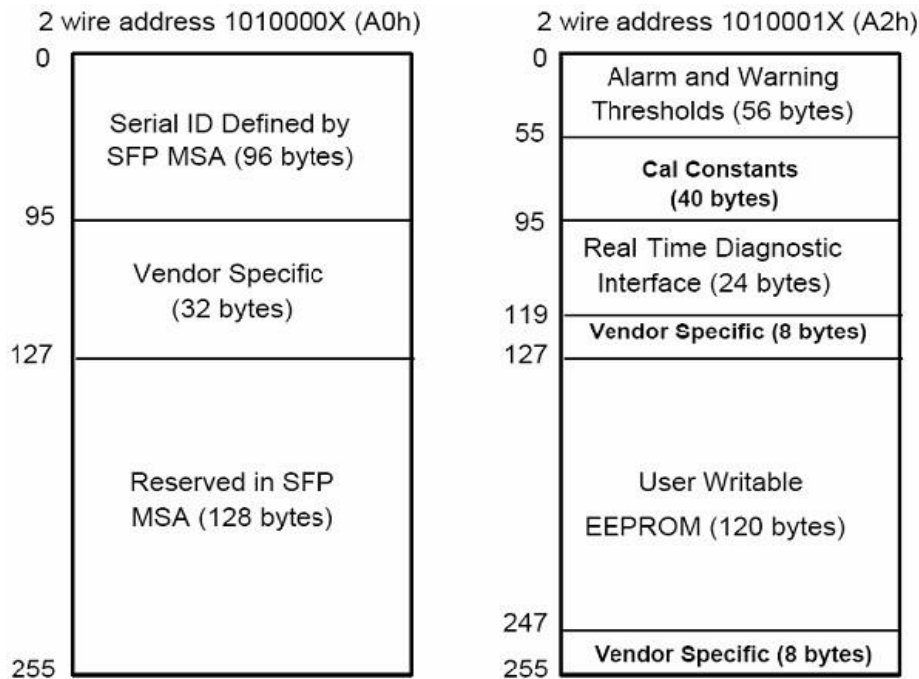 2 wire address 1010000X (A0h)
0
Serial ID Defined by
SFP MSA (96 bytes)
95
Vendor Specific
(32 bytes)
127
Reserved in SFP
MSA (128 bytes)
255
2 wire address 1010001X (A2h)
0
Alarm and Warning
Thresholds (56 bytes)
55
Cal Constants
(40 bytes)
95
Real Time Diagnostic
Interface (24 bytes)
119
Vendor Specific (8 bytes)
127
User Writable
EEPROM (120 bytes)
247
Vendor Specific (8 bytes)
255